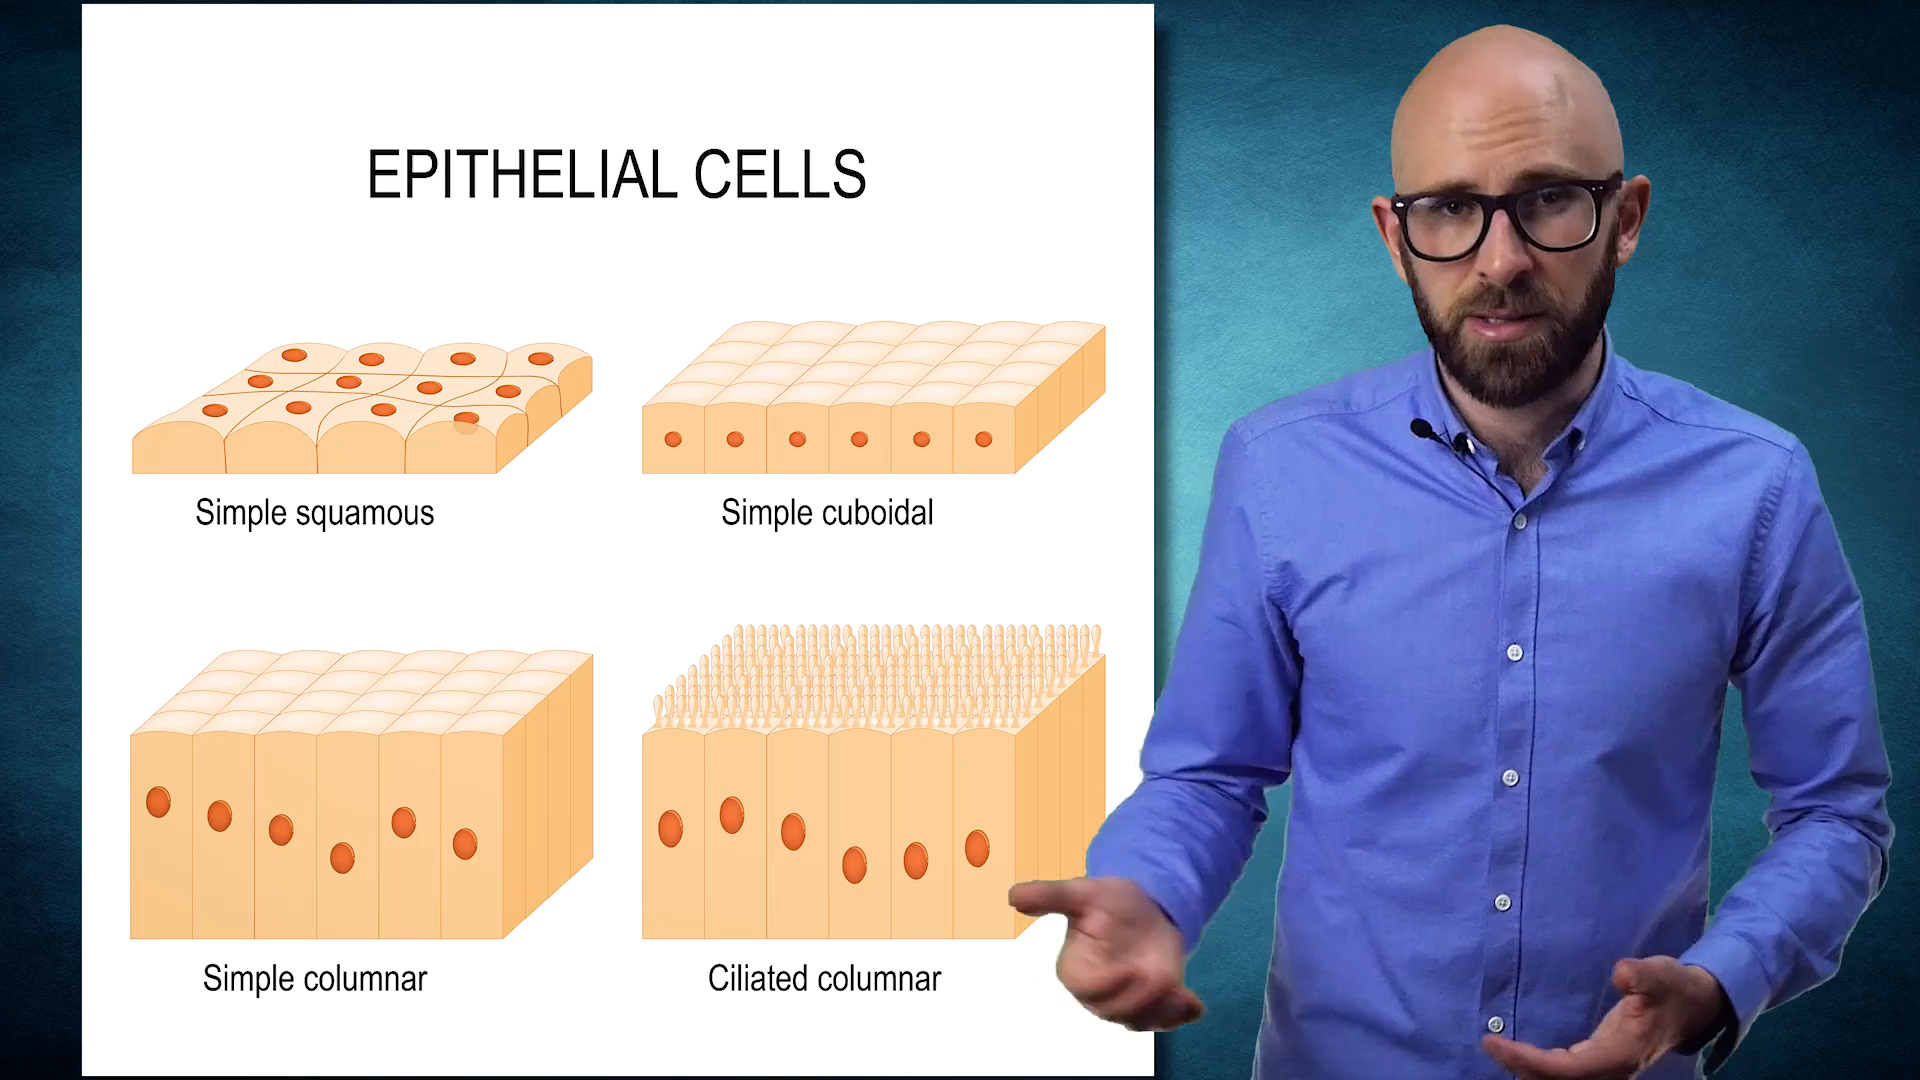 EPITHELIAL CELLS
Simple squamous
Simple cuboidal
Simple columnar
Ciliated columnar